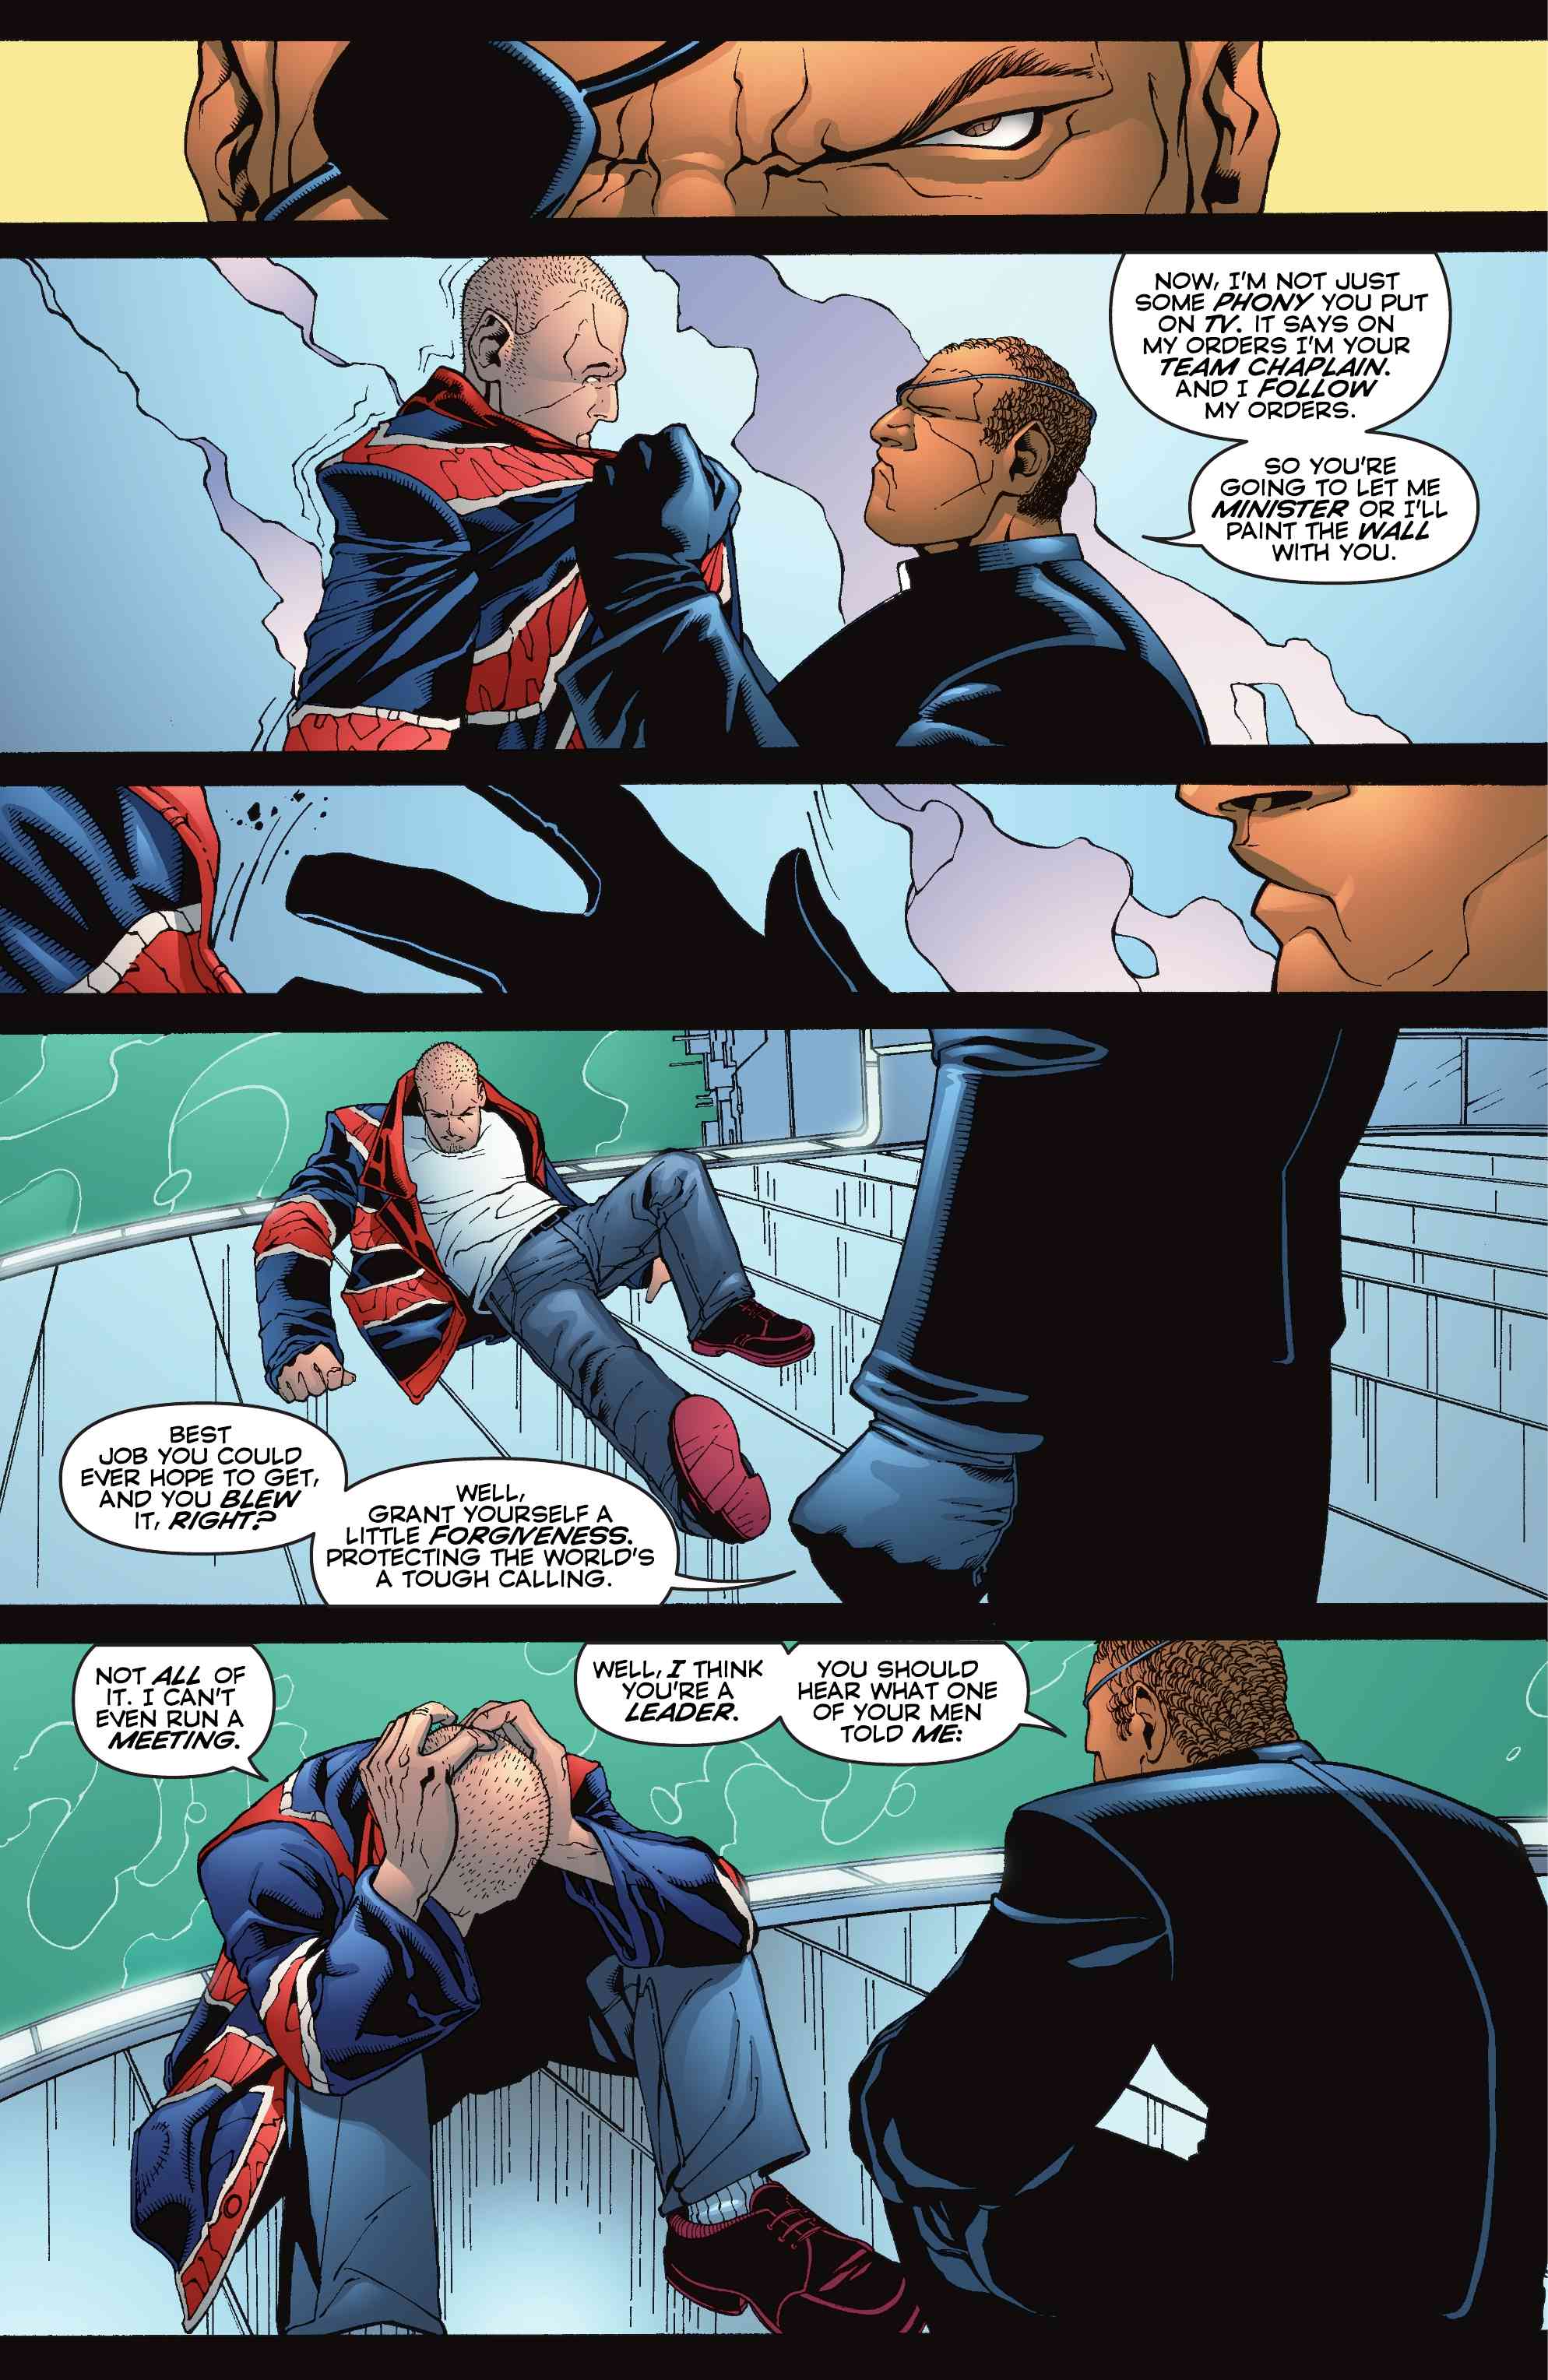 NOW, I'M NOT JUST
SOME PHONY YOU PUT
ON TV. IT SAYS ON
MY ORDERS I'M YOUR
TEAM CHAPLAIN.
AND I FOLLOW
MY ORDERS.
SO YOU'RE
GOING TO LET ME
MINISTER OR I'LL
PAINT THE WALL
WITH YOU.
BEST
JOB YOU COULD
EVER HOPE TO GET,
AND YOU BLEW
IT, RIGHT?
WELL,
GRANT YOURSELF A
LITTLE FORGIVENESS.
PROTECTING THE WORLD'S
A TOUGH CALLING.
NOT ALL OF
IT. I CAN'T
EVEN RUN A
MEETING.
WELL, I THINK
YOU'RE A
LEADER.
YOU SHOULD
HEAR WHAT ONE
OF YOUR MEN
TOLD ME: